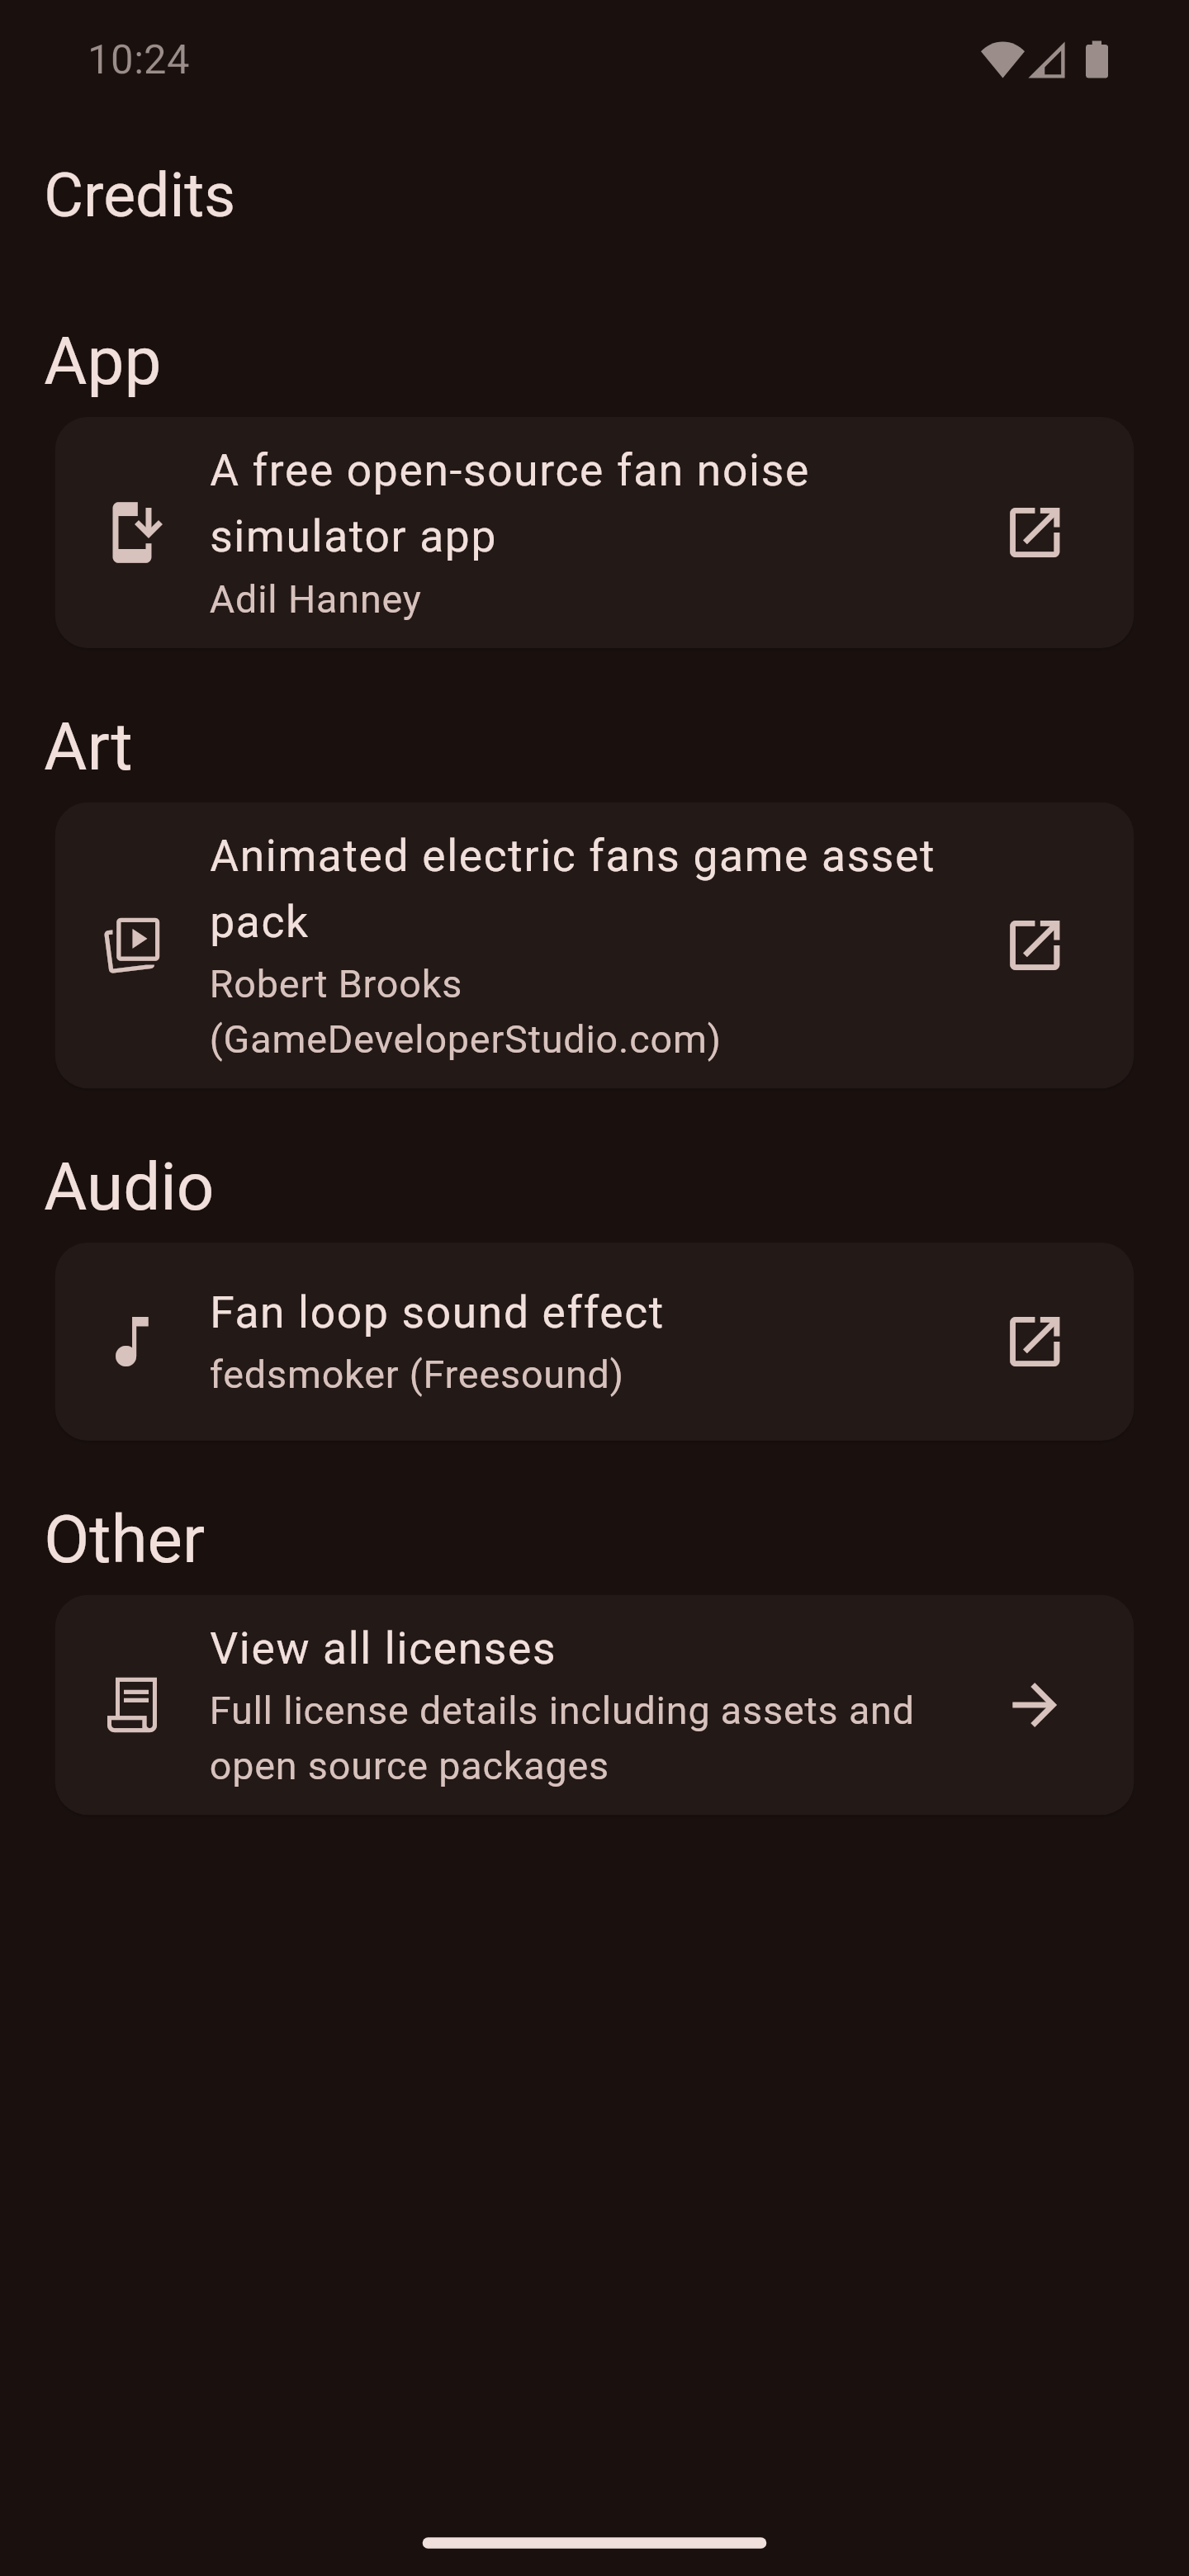 10:24
Credits
App
A free open-source fan noise
simulator app
Adil Hanney
Art
Animated electric fans game asset
pack
Robert Brooks
(GameDeveloperStudio.com)
Audio
Fan loop sound effect
fedsmoker (Freesound)
Other
View all licenses
Full license details including assets and
open source packages